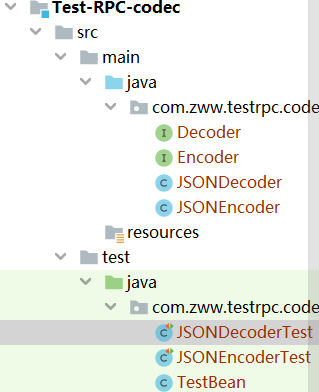 Test-RPC-codec
src
main
java
com.zww.testrpc.code
I Decoder
I Encoder
C JSONDecoder
C JSONEncoder
resources
test
java
com.zww.testrpc.code
C JSONDecoderTest
C JSONEncoderTest
C TestBean